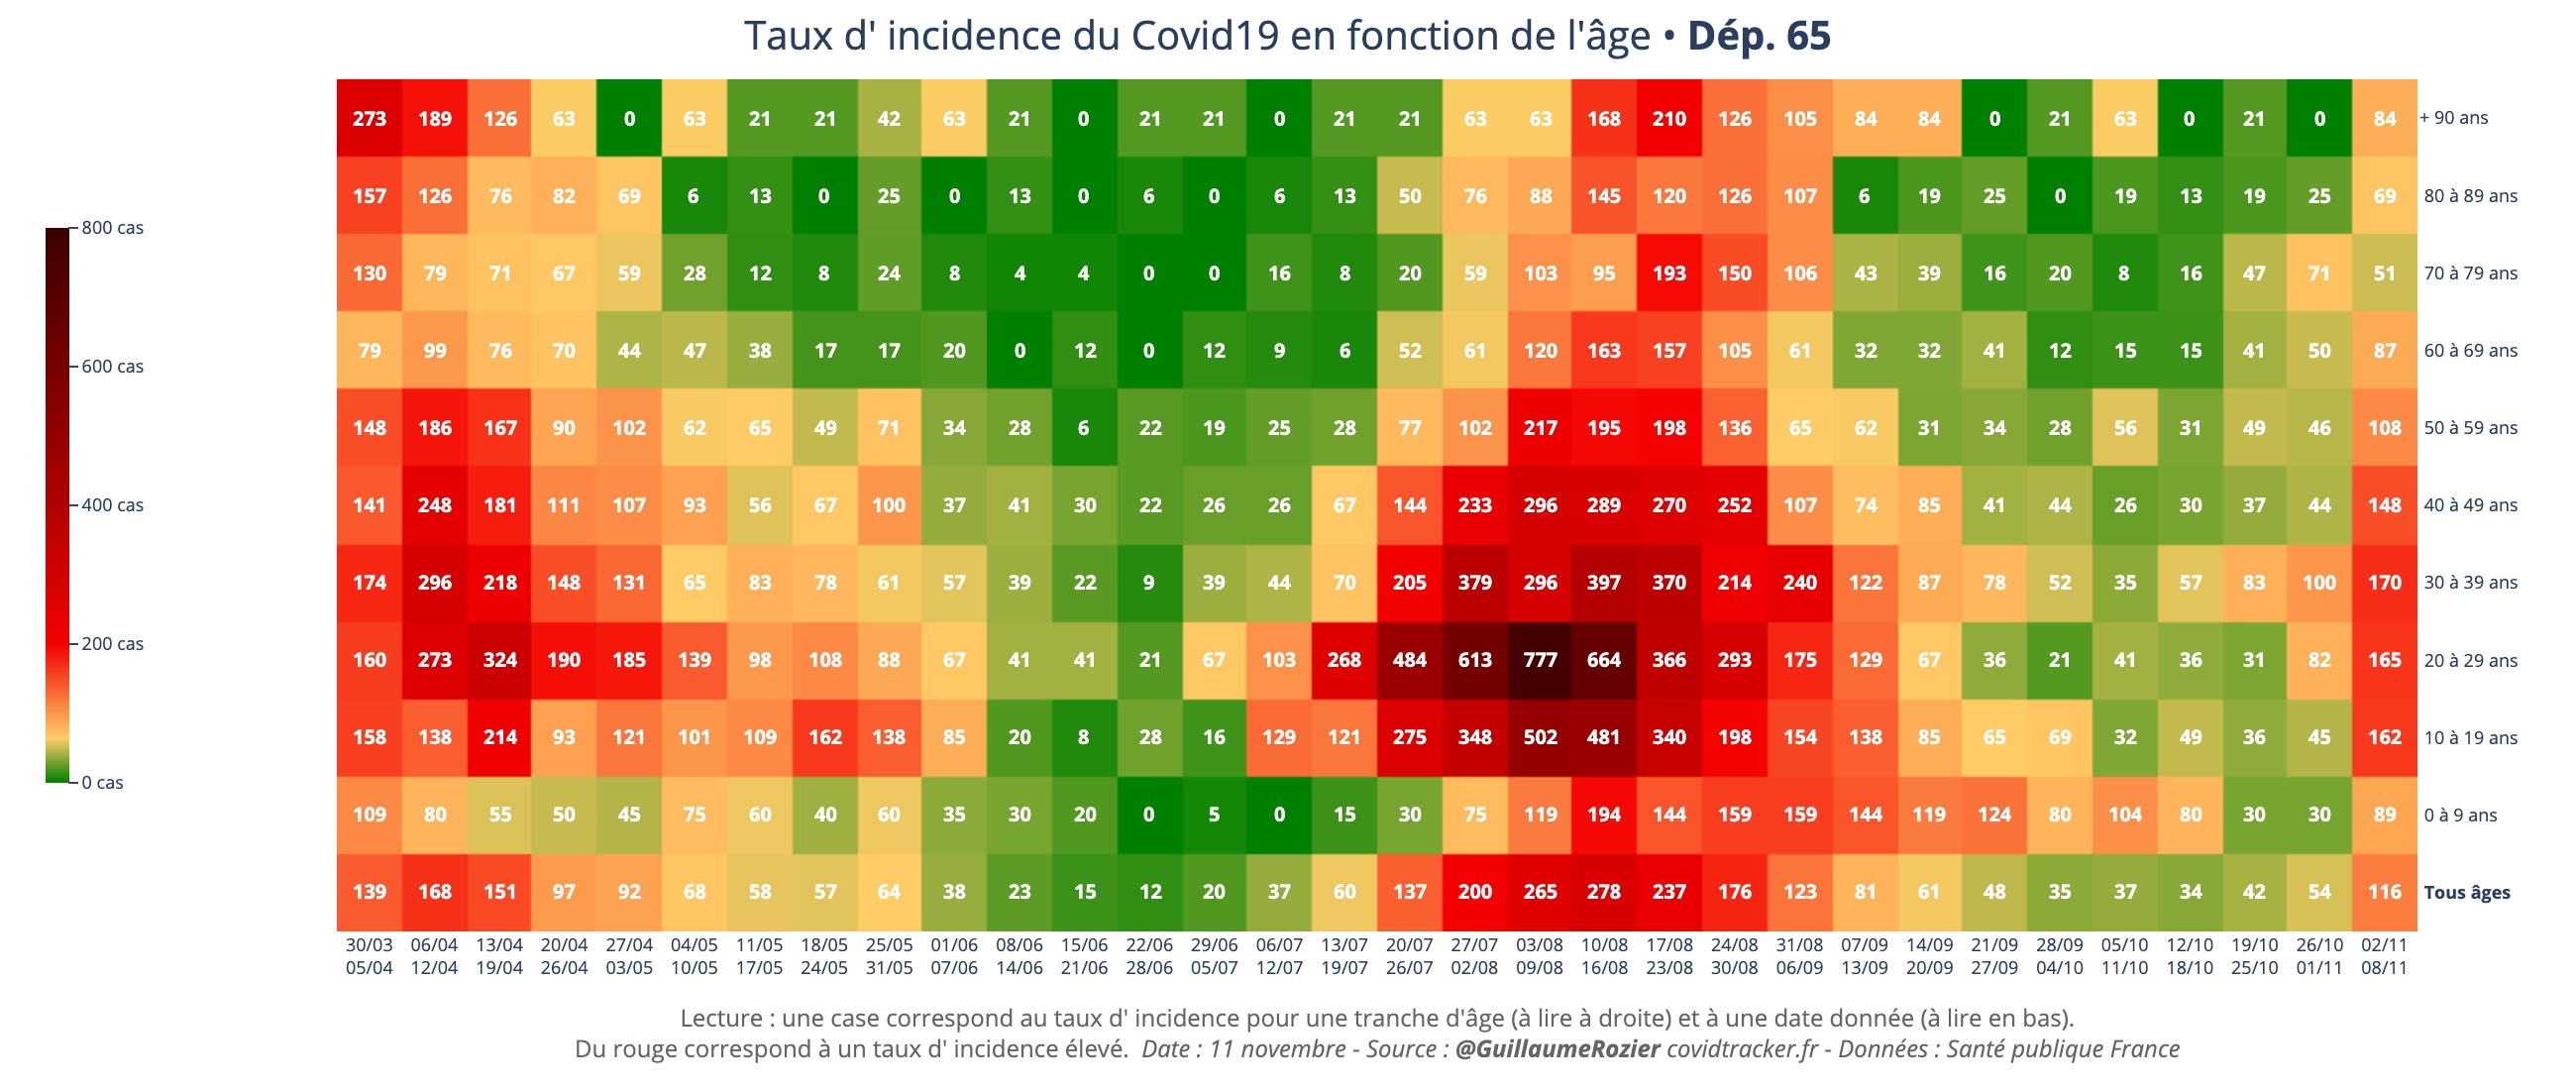 Taux d' incidence du Covid19 en fonction de l'âge • Dép. 65
273 189 126 63 0 63 21 21 42 63 21 0 21 21 0 21 21 63 63 168 210 126 105 84 84 0 21 63 0 21 0 84 + 90 ans
157 126 76 82 69 6 13 0 25 0 13 0 6 0 6 13 50 76 88 145 120 126 107 6 19 25 0 19 13 19 25 69 80 à 89 ans
800 cas
130 79 71 67 59 28 12 8 24 8 4 4 0 0 16 8 20 59 103 95 193 150 106 43 39 16 20 8 16 47 71 51 70 à 79 ans
79 99 76 70 44 47 38 17 17 20 0 12 0 12 9 6 52 61 120 163 157 105 61 32 32 41 12 15 15 41 50 87 60 à 69 ans
600 cas
148 186 167 90 102 62 65 49 71 34 28 6 22 19 25 28 77 102 217 195 198 136 65 62 31 34 28 56 31 49 46 108 50 à 59 ans
400 cas
141 248 181 111 107 93 56 67 100 37 41 30 22 26 26 67 144 233 296 289 270 252 107 74 85 41 44 26 30 37 44 148 40 à 49 ans
174 296 218 148 131 65 83 78 61 57 39 22 9 39 44 70 205 379 296 397 370 214 240 122 87 78 52 35 57 83 100 170 30 à 39 ans
200 cas
160 273 324 190 185 139 98 108 88 67 41 41 21 67 103 268 484 613 777 664 366 293 175 129 67 36 21 41 36 31 82 165 20 à 29 ans
158 138 214 93 121 101 109 162 138 85 20 8 28 16 129 121 275 348 502 481 340 198 154 138 85 65 69 32 49 36 45 162 10 à 19 ans
0 cas
109 80 55 50 45 75 60 40 60 35 30 20 0 5 0 15 30 75 119 194 144 159 159 144 119 124 80 104 80 30 30 89 0 à 9 ans
139 168 151 97 92 68 58 57 64 38 23 15 12 20 37 60 137 200 265 278 237 176 123 81 61 48 35 37 34 42 54 116 Tous âges
30/03 06/04 13/04 20/04 27/04 04/05 11/05 18/05 25/05 01/06 08/06 15/06 22/06 29/06 06/07 13/07 20/07 27/07 03/08 10/08 17/08 24/08 31/08 07/09 14/09 21/09 28/09 05/10 12/10 19/10 26/10 02/11
05/04 12/04 19/04 26/04 03/05 10/05 17/05 24/05 31/05 07/06 14/06 21/06 28/06 05/07 12/07 19/07 26/07 02/08 09/08 16/08 23/08 30/08 06/09 13/09 20/09 27/09 04/10 11/10 18/10 25/10 01/11 08/11
Lecture : une case correspond au taux d' incidence pour une tranche d'âge (à lire à droite) et à une date donnée (à lire en bas).
Du rouge correspond à un taux d' incidence élevé. Date : 11 novembre - Source : @GuillaumeRozier covidtracker.fr - Données : Santé publique France